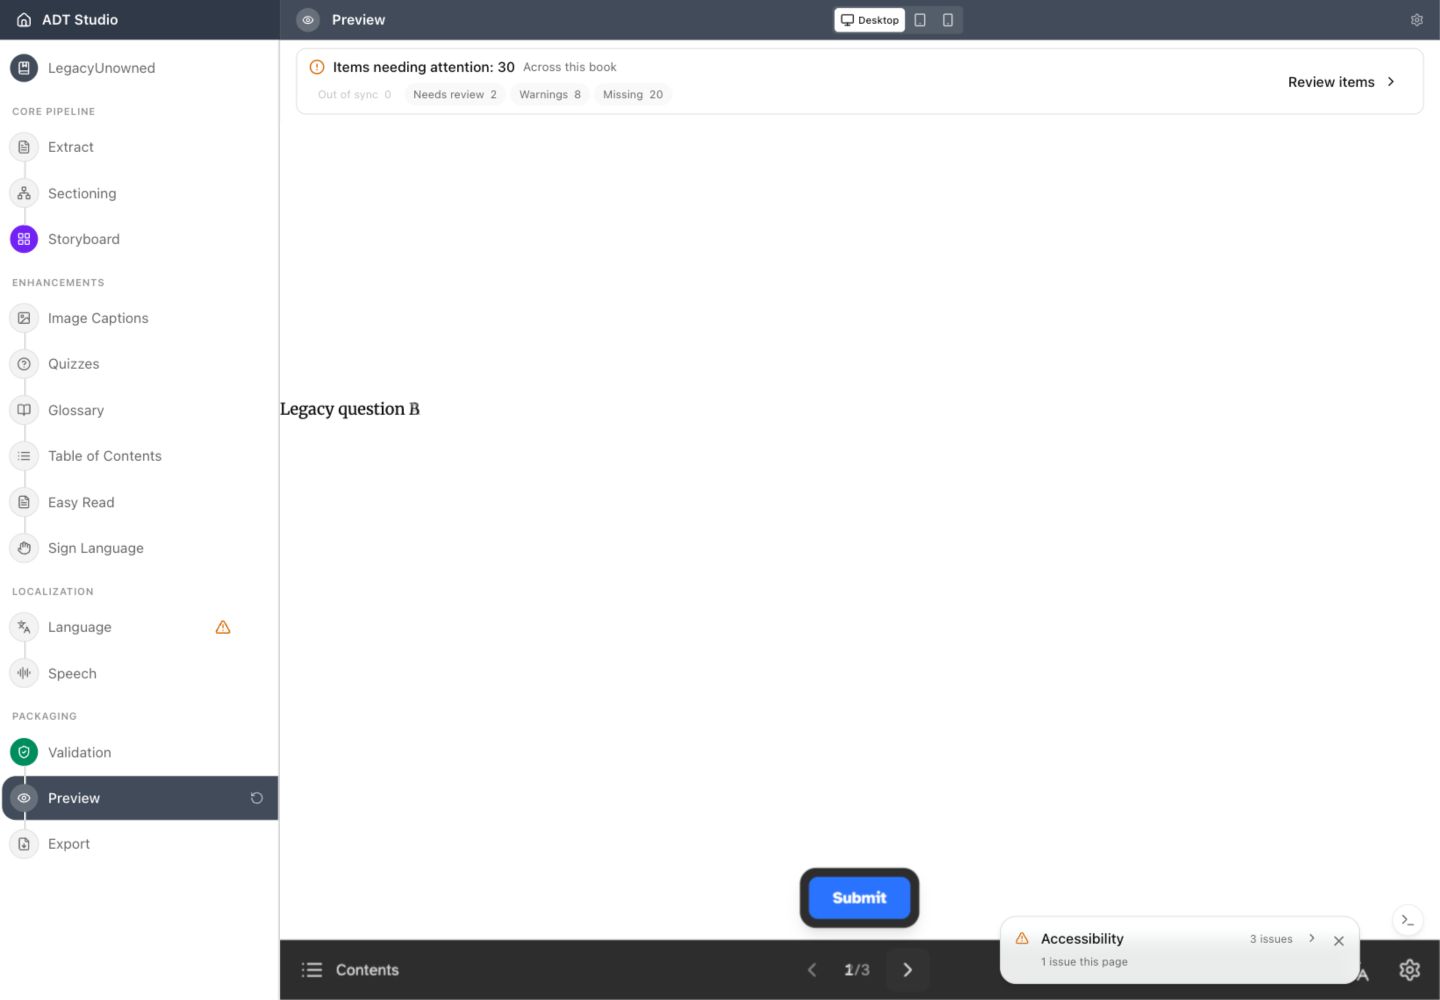 ADT Studio
Preview
Desktop
LegacyUnowned
Items needing attention: 30 Across this book
Out of sync 0 Needs review 2 Warnings 8 Missing 20
Review items
CORE PIPELINE
Extract
Sectioning
Storyboard
ENHANCEMENTS
Image Captions
Quizzes
Glossary
Table of Contents
Easy Read
Sign Language
LOCALIZATION
Language
Speech
PACKAGING
Validation
Preview
Export
Legacy question B
Submit
Accessibility 3 issues
1 issue this page
Contents
1/3